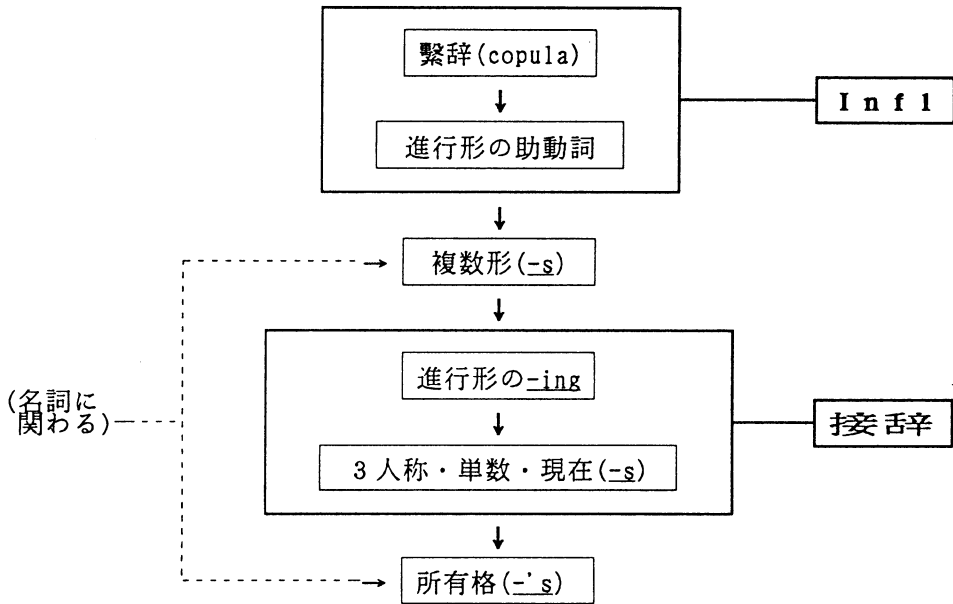 繫辞(copula)
↓
Infl
進行形の助動詞
↓
→ 複数形(-s)
↓
進行形の-ing
(名詞に
関わる)
↓
接辞
3人称・単数・現在(-s)
↓
→ 所有格(-'s)